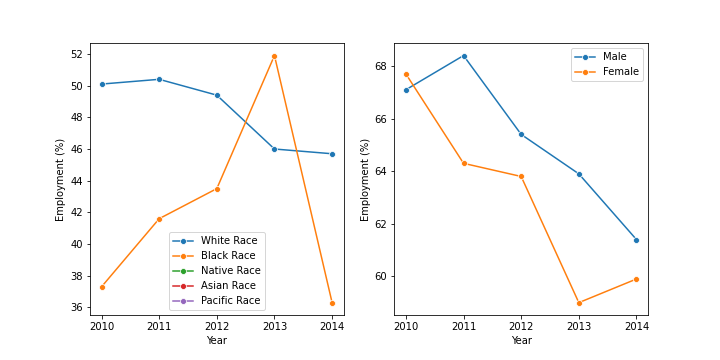 52
50
48
46
44
42
40
38
36
Employment (%)
White Race
Black Race
Native Race
Asian Race
Pacific Race
2010 2011 2012 2013 2014
Year
68
66
64
62
60
Employment (%)
Male
Female
2010 2011 2012 2013 2014
Year